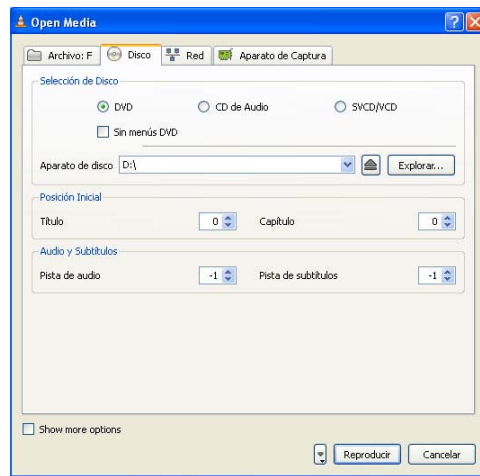 Open Media
Archivo: F Disco Red Aparato de Captura
Selección de Disco
DVD CD de Audio SVCD/VCD
Sin menús DVD
Aparato de disco D:\ Explorar...
Posición Inicial
Título 0 Capítulo 0
Audio y Subtítulos
Pista de audio -1 Pista de subtítulos -1
Show more options
Reproducir Cancelar